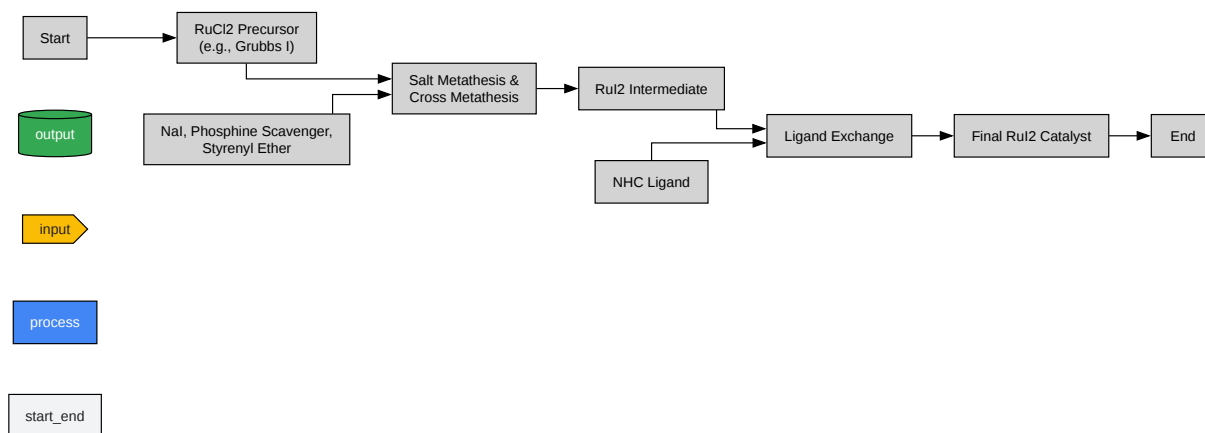 Start
RuCl2 Precursor
(e.g., Grubbs I)
Salt Metathesis &
Cross Metathesis
RuI2 Intermediate
NaI, Phosphine Scavenger,
Styrenyl Ether
Ligand Exchange
Final RuI2 Catalyst
End
NHC Ligand
output
input
process
start_end